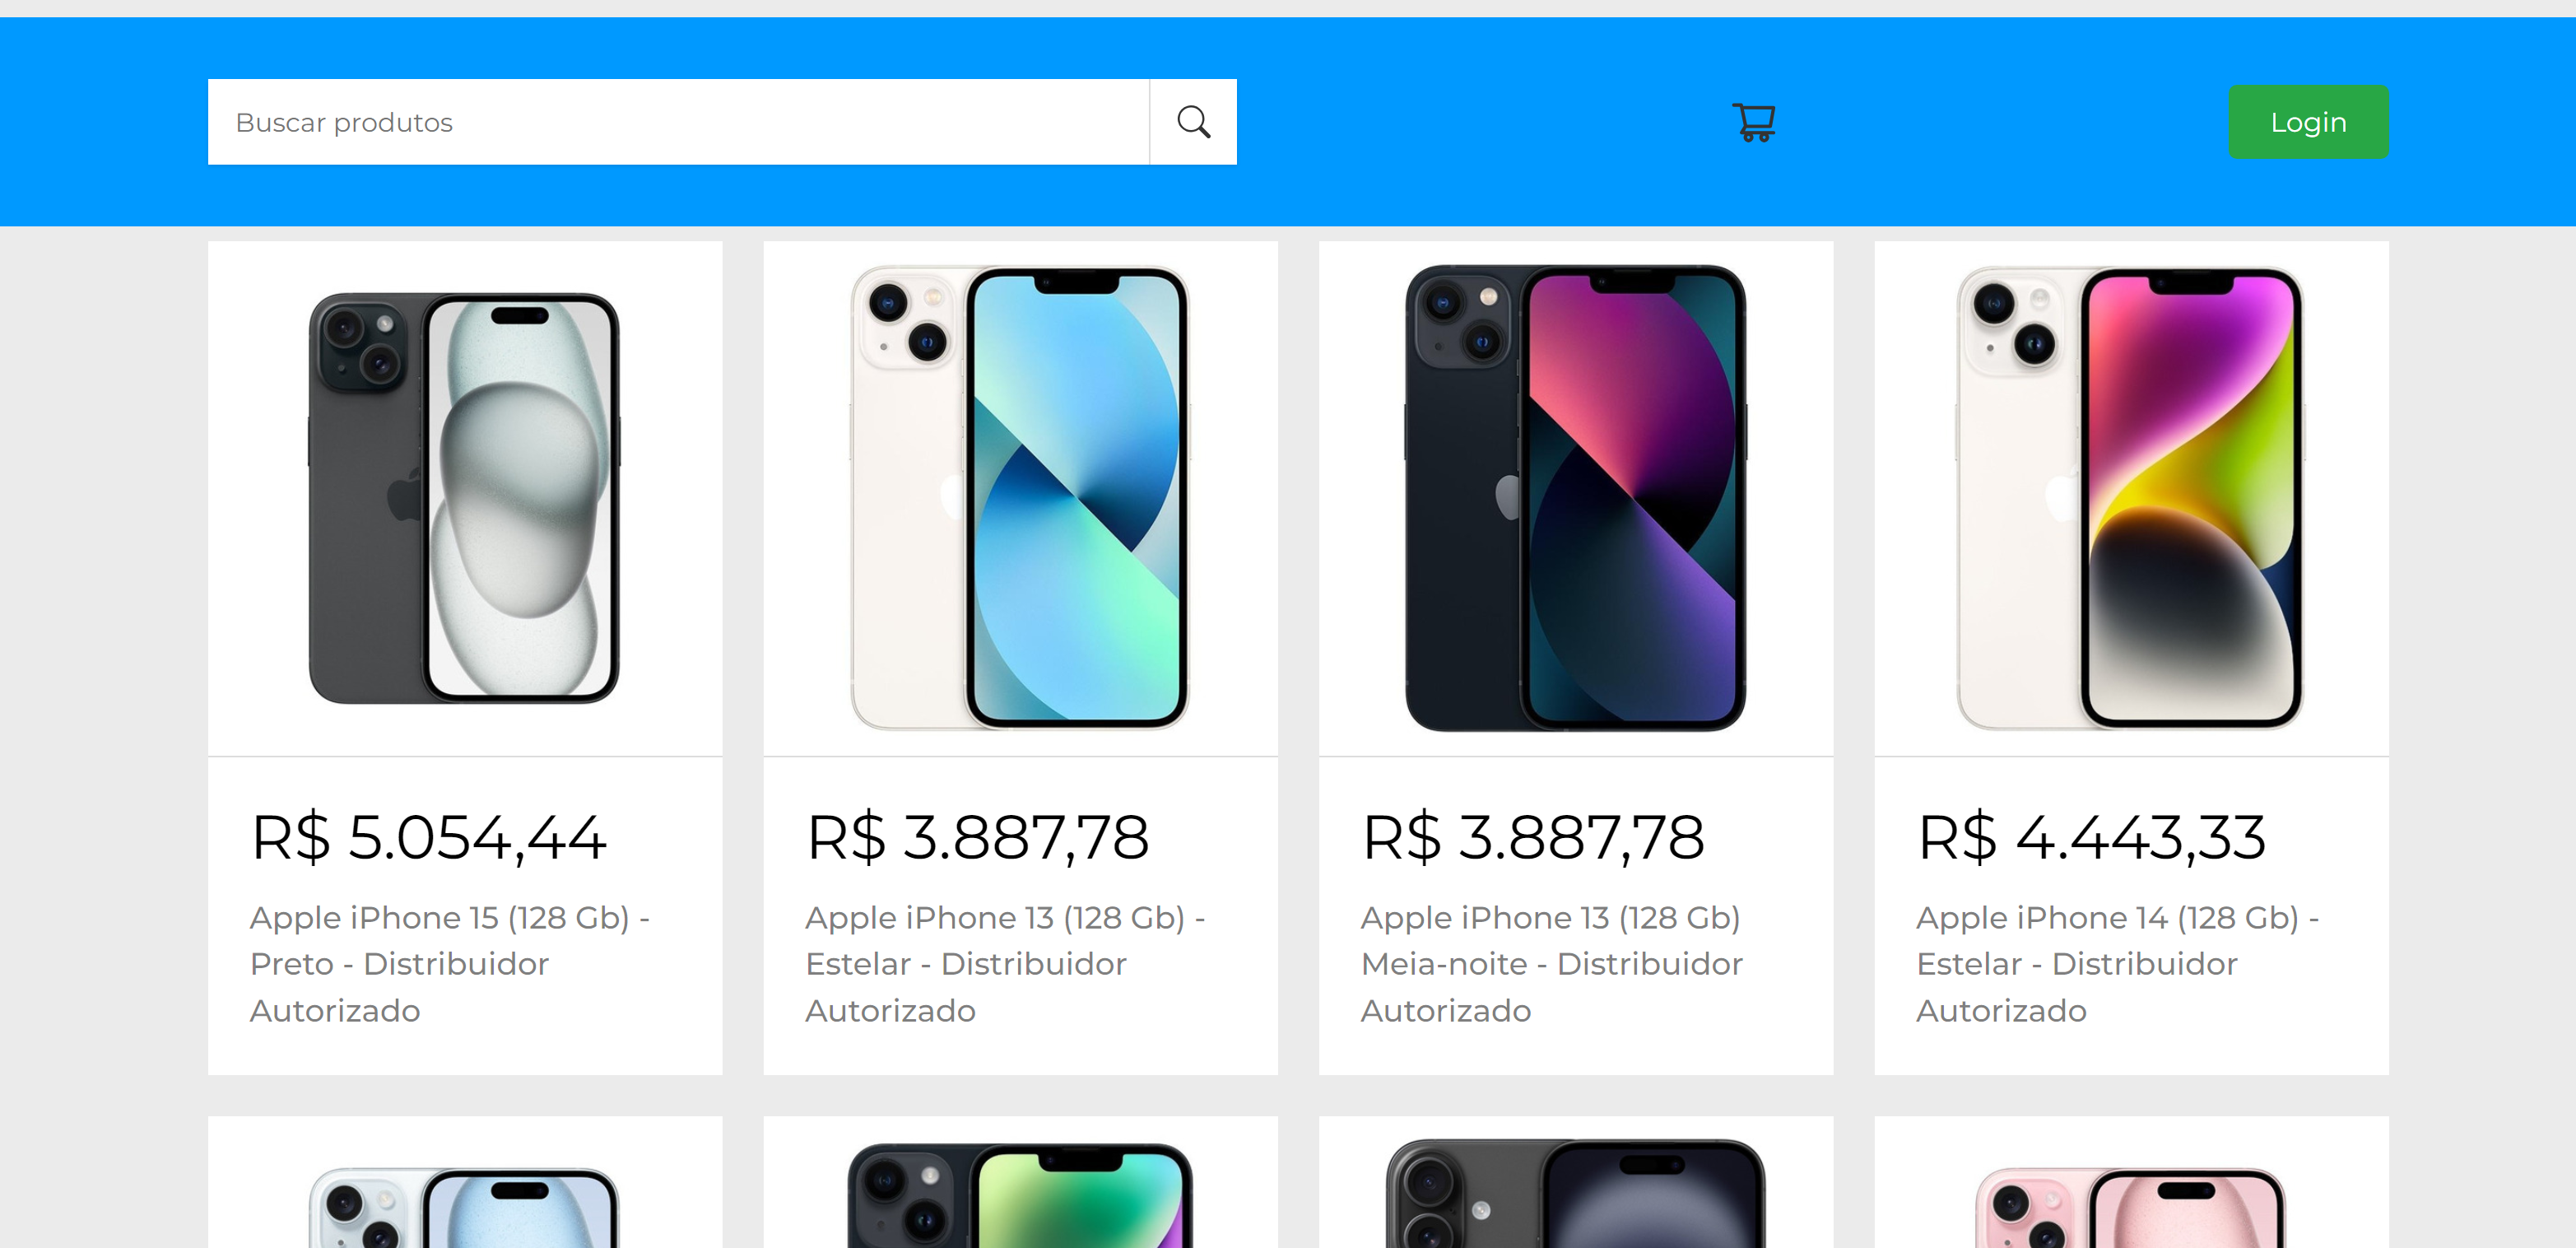 Buscar produtos
Login
R$ 5.054,44
Apple iPhone 15 (128 Gb) -
Preto - Distribuidor
Autorizado
R$ 3.887,78
Apple iPhone 13 (128 Gb) -
Estelar - Distribuidor
Autorizado
R$ 3.887,78
Apple iPhone 13 (128 Gb)
Meia-noite - Distribuidor
Autorizado
R$ 4.443,33
Apple iPhone 14 (128 Gb) -
Estelar - Distribuidor
Autorizado